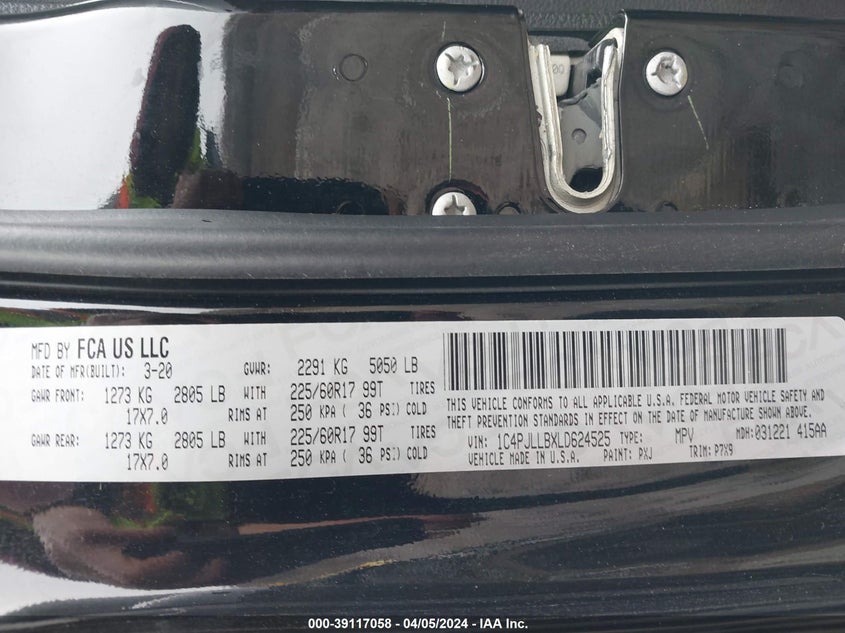 MFD BY FCA US LLC
DATE OF MFR(BUILT): 3-20 GVWR: 2291 KG 5050 LB
GAWR FRONT: 1273 KG 2805 LB WITH 225/60R17 99T TIRES
17X7.0 RIMS AT 250 KPA ( 36 PSI) COLD
GAWR REAR: 1273 KG 2805 LB WITH 225/60R17 99T TIRES
17X7.0 RIMS AT 250 KPA ( 36 PSI) COLD
THIS VEHICLE CONFORMS TO ALL APPLICABLE U.S.A. FEDERAL MOTOR VEHICLE SAFETY AND
THEFT PREVENTION STANDARDS IN EFFECT ON THE DATE OF MANUFACTURE SHOWN ABOVE
VIN: 1C4PJLLBXLD624525 TYPE: MPV MDH: 031221 415AA
VEHICLE MADE IN U.S.A. PAINT: PXJ TRIM: P7X9
000-39117058 - 04/05/2024 - IAA Inc.